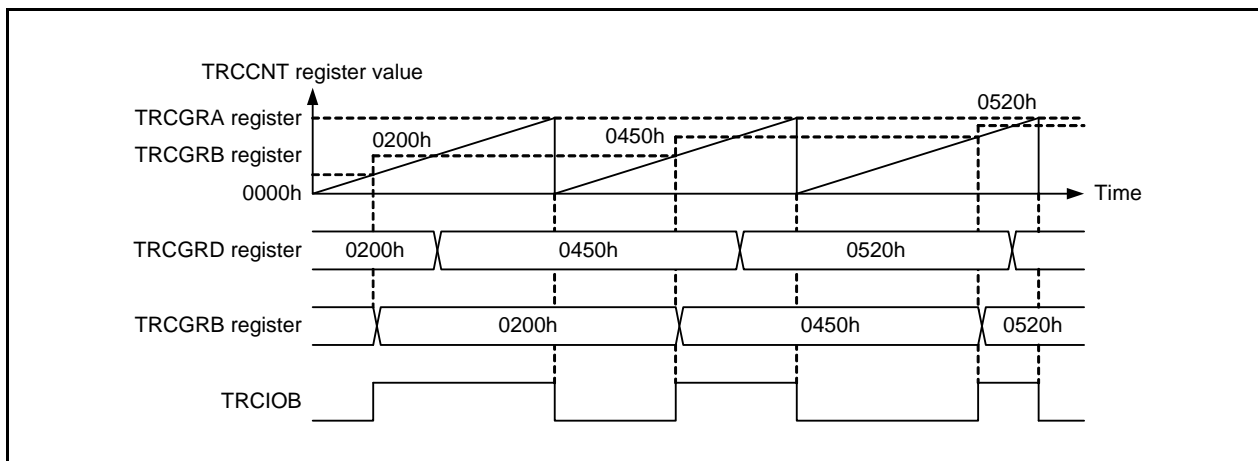 TRCCNT register value
TRCGRA register
0520h
0200h
0450h
TRCGRB register
0000h
Time
TRCGRD register
0200h
0450h
0520h
TRCGRB register
0200h
0450h
0520h
TRCIOB